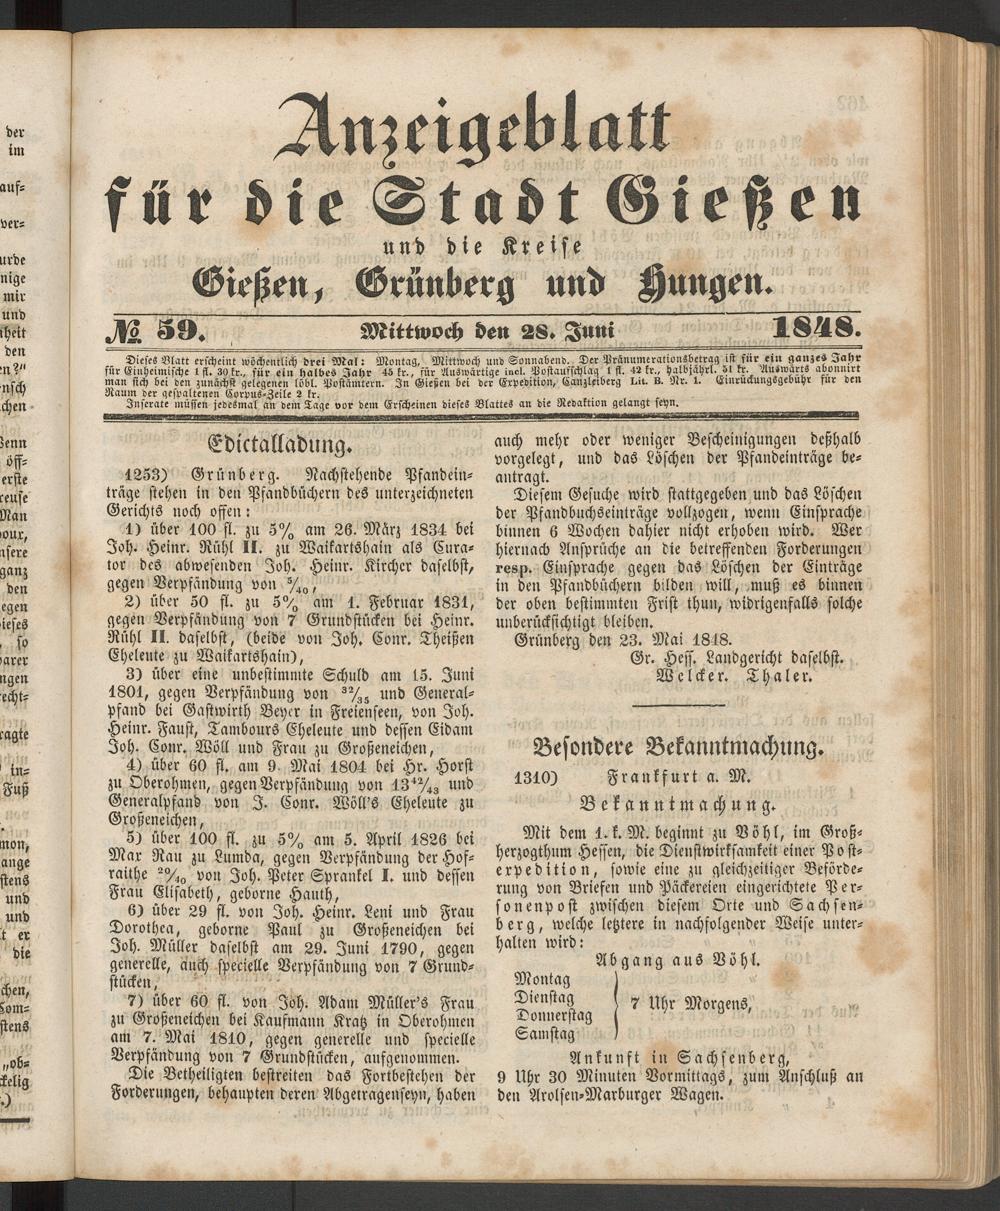 Anzeigeblatt
für die Stadt Gießen
und die Kreise
Gießen, Grünberg und Hungen.
№ 59. Mittwoch den 28. Juni 1848.
Dieses Blatt erscheint wöchentlich drei Mal: Montag, Mittwoch und Sonnabend. Der Pränumerationsbetrag ist für ein ganzes Jahr
für Einheimische 1 fl. 30 kr., für ein halbes Jahr 45 kr., für Auswärtige incl. Postaufschlag 1 fl. 42 kr., halbjährl. 51 kr. Auswärts abonnirt
man sich bei den zunächst gelegenen löbl. Postämtern. In Gießen bei der Expedition, Canzleiberg Lit. B. Nr. 1. Einrückungsgebühr für den
Raum der gespaltenen Corpus-Zeile 2 kr.
Inserate müssen jedesmal an dem Tage vor dem Erscheinen dieses Blattes an die Redaktion gelangt seyn.
Edictalladung.
1253) Grünberg. Nachstehende Pfandein-
träge stehen in den Pfandbüchern des unterzeichneten
Gerichts noch offen:
1) über 100 fl. zu 5% am 26. März 1834 bei
Joh. Heinr. Rühl II. zu Waikartshain als Cura-
tor des abwesenden Joh. Heinr. Kircher daselbst,
gegen Verpfändung von 5/40,
2) über 50 fl. zu 5% am 1. Februar 1831,
gegen Verpfändung von 7 Grundstücken bei Heinr.
Rühl II. daselbst, (beide von Joh. Conr. Theißen
Eheleute zu Waikartshain),
3) über eine unbestimmte Schuld am 15. Juni
1801, gegen Verpfändung von 32/35 und General-
pfand bei Gastwirth Beyer in Freienseen, von Joh.
Heinr. Faust, Tambours Eheleute und dessen Eidam
Joh. Conr. Wöll und Frau zu Großeneichen,
4) über 60 fl. am 9. Mai 1804 bei Hr. Horst
zu Oberohmen, gegen Verpfändung von 13 42/43 und
Generalpfand von J. Conr. Wöll's Eheleute zu
Großeneichen,
5) über 100 fl. zu 5% am 5. April 1826 bei
Max Rau zu Lumda, gegen Verpfändung der Hof-
raithe 20/40 von Joh. Peter Sprankel I. und dessen
Frau Elisabeth, geborne Hauth,
6) über 29 fl. von Joh. Heinr. Leni und Frau
Dorothea, geborne Paul zu Großeneichen bei
Joh. Müller daselbst am 29. Juni 1790, gegen
generelle, auch specielle Verpfändung von 7 Grund-
stücken,
7) über 60 fl. von Joh. Adam Müller's Frau
zu Großeneichen bei Kaufmann Kratz in Oberohmen
am 7. Mai 1810, gegen generelle und specielle
Verpfändung von 7 Grundstücken, aufgenommen.
Die Betheiligten bestreiten das Fortbestehen der
Forderungen, behaupten deren Abgetragenseyn, haben
auch mehr oder weniger Bescheinigungen deßhalb
vorgelegt, und das Löschen der Pfandeinträge be-
antragt.
Diesem Gesuche wird stattgegeben und das Löschen
der Pfandbuchseinträge vollzogen, wenn Einsprache
binnen 6 Wochen dahier nicht erhoben wird. Wer
hiernach Ansprüche an die betreffenden Forderungen
resp. Einsprache gegen das Löschen der Einträge
in den Pfandbüchern bilden will, muß es binnen
der oben bestimmten Frist thun, widrigenfalls solche
unberücksichtigt bleiben.
Grünberg den 23. Mai 1848.
Gr. Hess. Landgericht daselbst.
Welcker. Thaler.
Besondere Bekanntmachung.
1310) Frankfurt a. M.
Bekanntmachung.
Mit dem 1. k. M. beginnt zu Vöhl, im Groß-
herzogthum Hessen, die Dienstwirksamkeit einer Post-
expedition, sowie eine zu gleichzeitiger Beförde-
rung von Briefen und Päckereien eingerichtete Per-
sonenpost zwischen diesem Orte und Sachsen-
berg, welche letztere in nachfolgender Weise unter-
halten wird:
Abgang aus Vöhl.
Montag
Dienstag
Donnerstag
Samstag
7 Uhr Morgens,
Ankunft in Sachsenberg,
9 Uhr 30 Minuten Vormittags, zum Anschluß an
den Arolsen-Marburger Wagen.